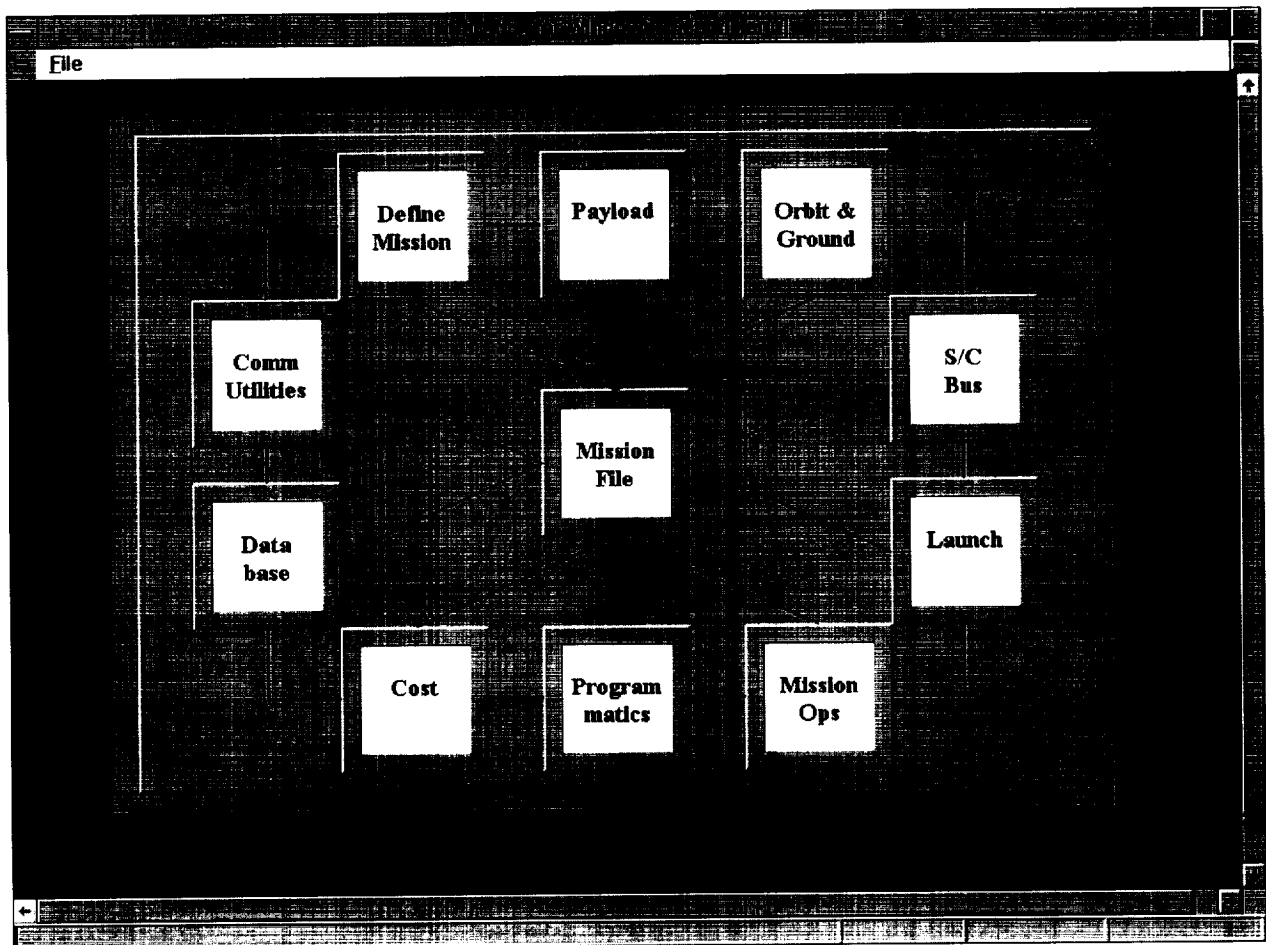 File
Define
Mission
Payload
Orbit &
Ground
Comm
Utilities
S/C
Bus
Mission
File
Data
base
Launch
Cost
Program
matics
Mission
Ops